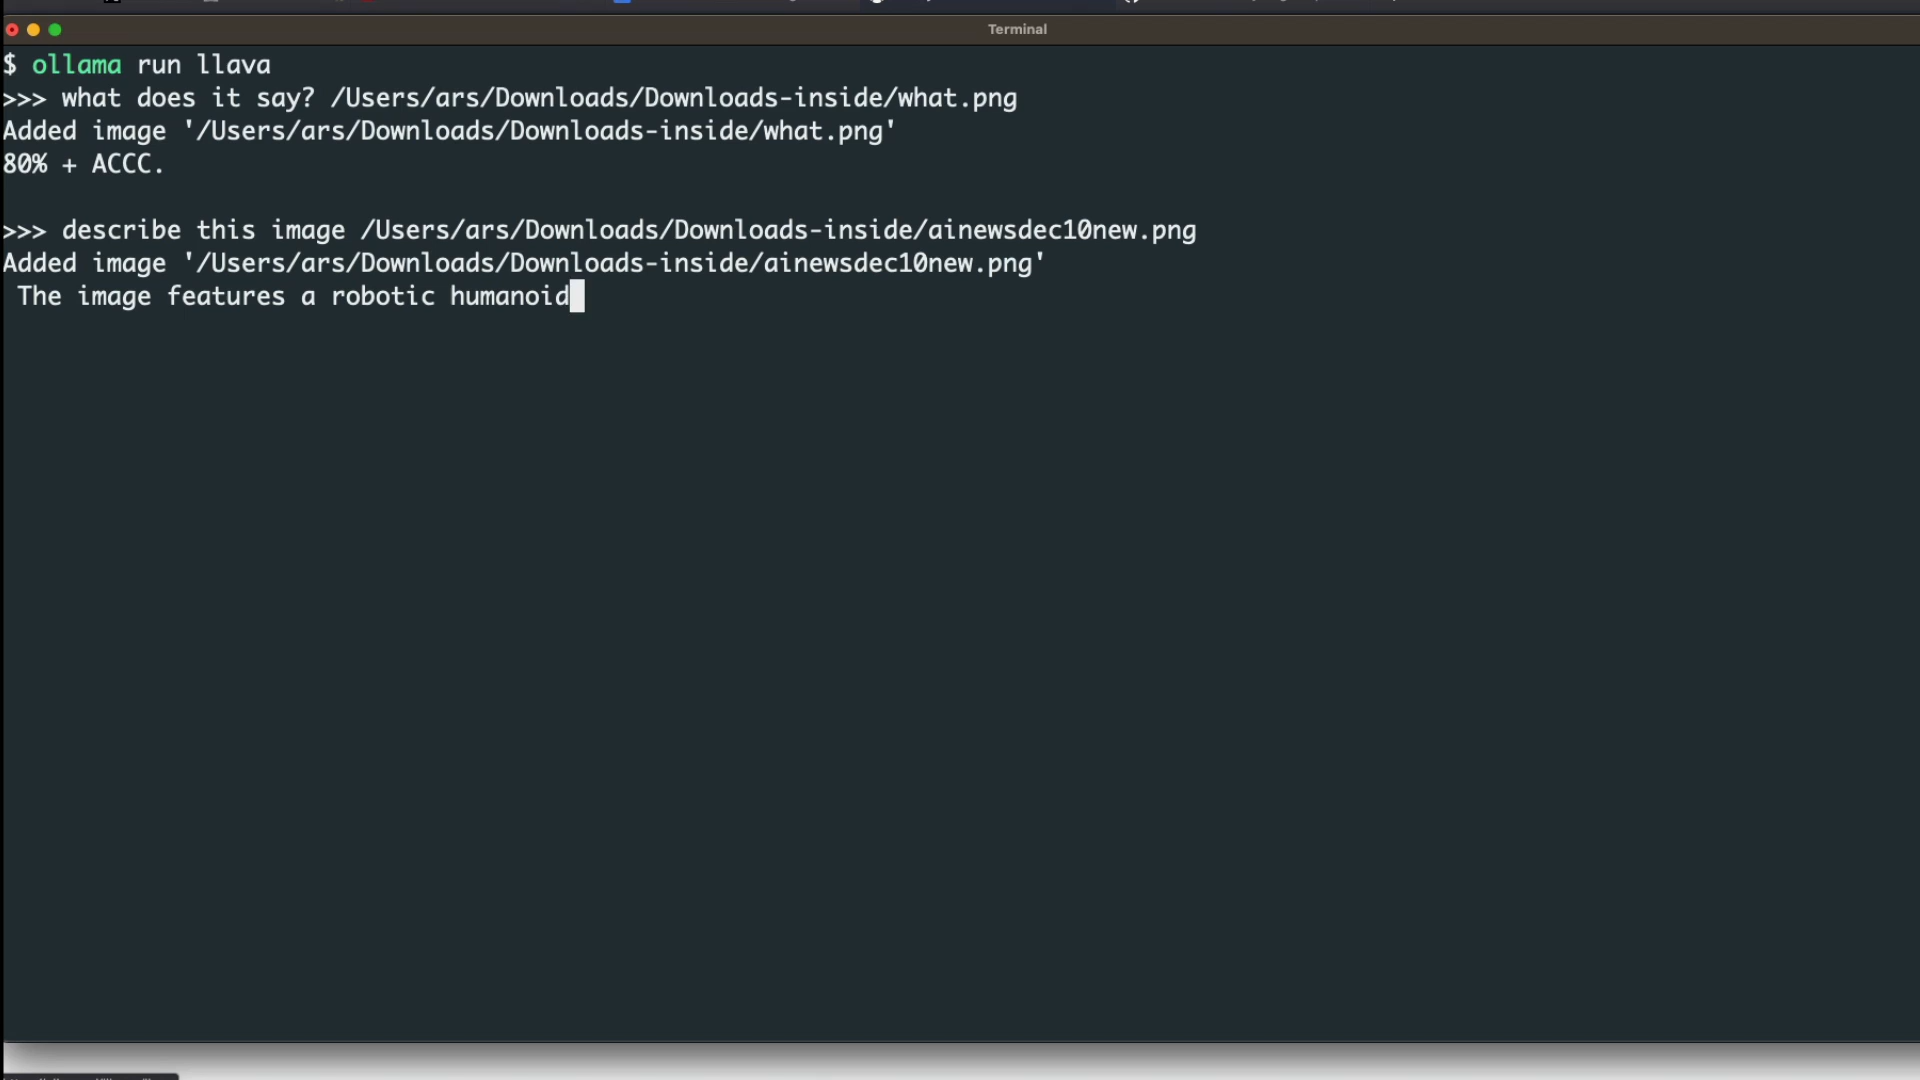 Terminal
$ ollama run llava
>>> what does it say? /Users/ars/Downloads/Downloads-inside/what.png
Added image '/Users/ars/Downloads/Downloads-inside/what.png'
80% + ACCC.
>>> describe this image /Users/ars/Downloads/Downloads-inside/ainewsdec10new.png
Added image '/Users/ars/Downloads/Downloads-inside/ainewsdec10new.png'
The image features a robotic humanoid